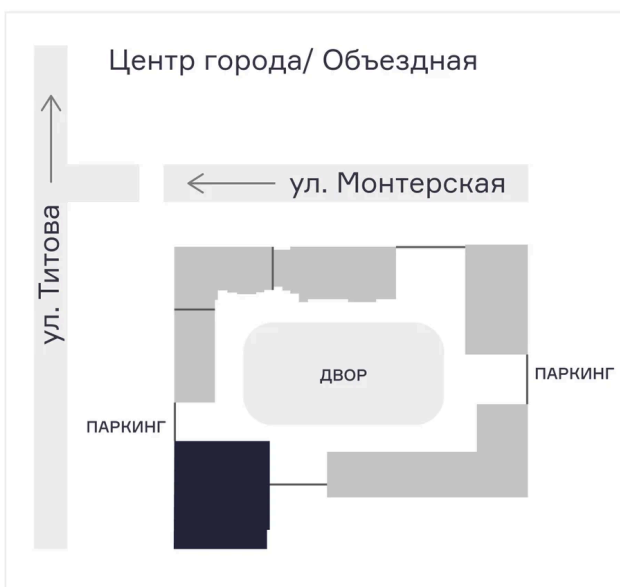 Центр города/ Объездная
ул. Монтерская
ул. Титова
ДВОР
ПАРКИНГ
ПАРКИНГ